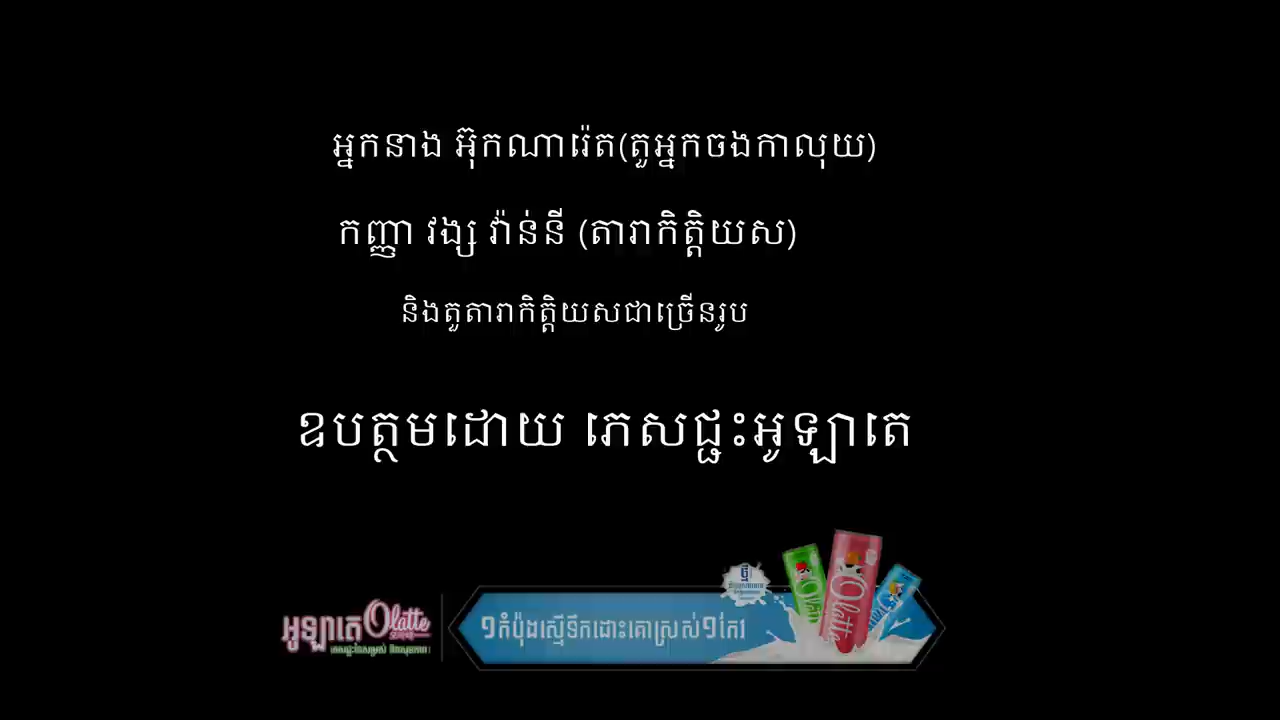 អ្នកនាង អ៊ុកណារ៉េត(តួអ្នកចងកាលុយ)
កញ្ញា វង្ស វ៉ាន់នី (តារាកិត្តិយស)
និងតួតារាកិត្តិយសជាច្រើនរូប
ឧបត្ថមដោយ ភេសជ្ជះអូឡាតេ
អូឡាតេ Olatte
១កំប៉ុងស្មើទឹកដោះគោស្រស់១កែវ
Olatte